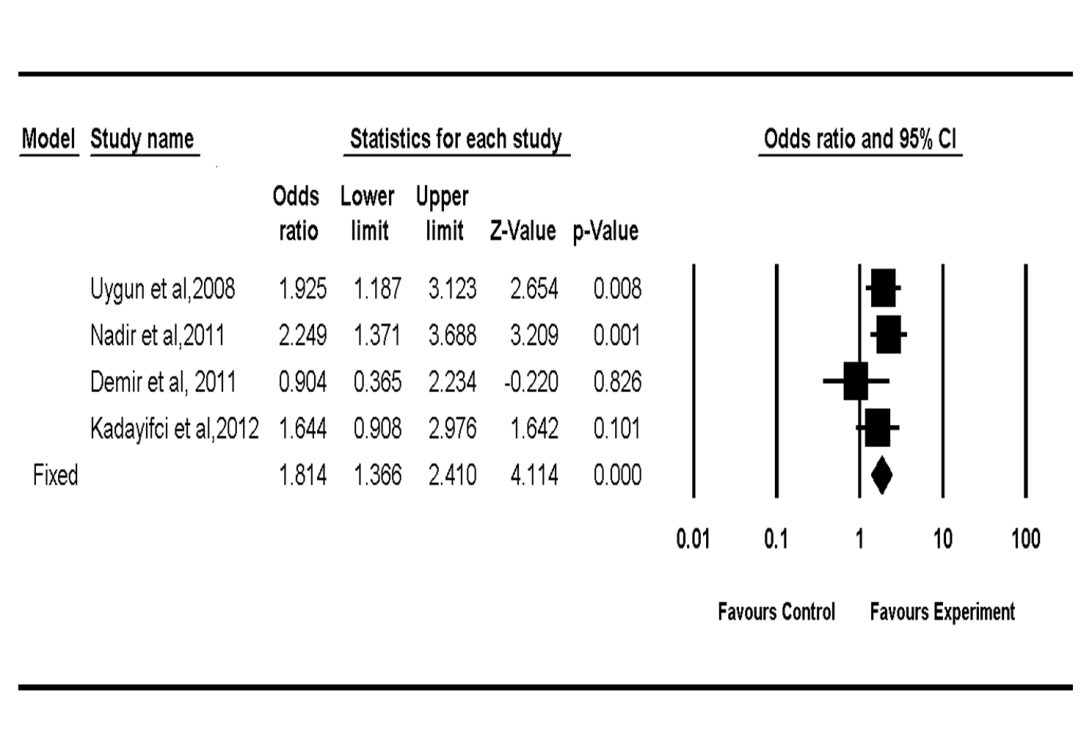 Model Study name Statistics for each study Odds ratio and 95% CI
Odds Lower Upper
ratio limit limit Z-Value p-Value
Uygun et al,2008 1.925 1.187 3.123 2.654 0.008
Nadir et al,2011 2.249 1.371 3.688 3.209 0.001
Demir et al, 2011 0.904 0.365 2.234 -0.220 0.826
Kadayifci et al,2012 1.644 0.908 2.976 1.642 0.101
Fixed 1.814 1.366 2.410 4.114 0.000
0.01 0.1 1 10 100
Favours Control Favours Experiment